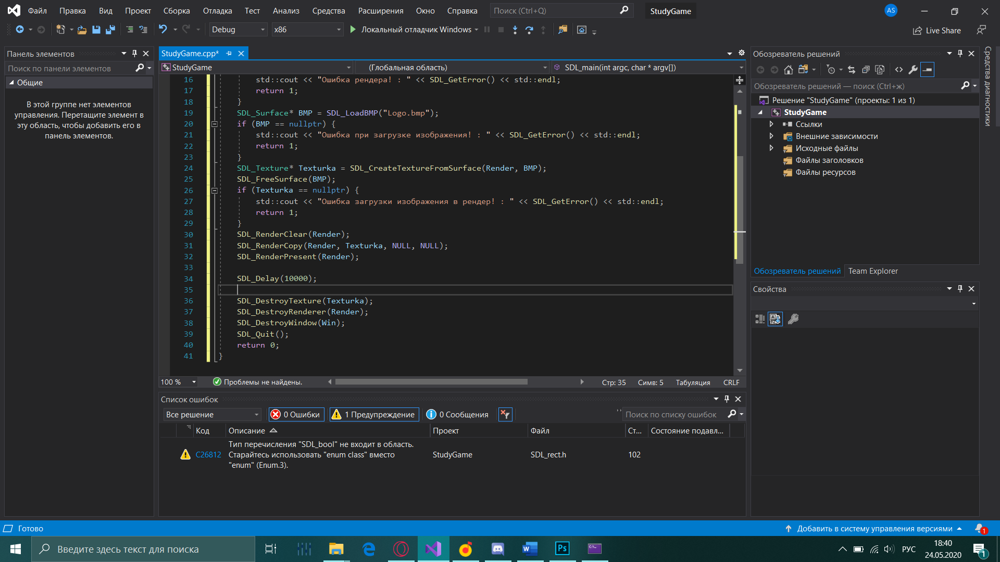 Файл Правка Вид Проект Сборка Отладка Тест Анализ Средства Расширения Окно Справка Поиск (Ctrl+Q) StudyGame AS
Debug x86 Локальный отладчик Windows Live Share
Панель элементов
Поиск по панели элементов
Общие
В этой группе нет элементов
управления. Перетащите элемент в
эту область, чтобы добавить его в
панель элементов.
StudyGame.cpp*
StudyGame (Глобальная область) SDL_main(int argc, char * argv[])
16 std::cout << "Ошибка рендера! : " << SDL_GetError() << std::endl;
17 return 1;
18 }
19 SDL_Surface* BMP = SDL_LoadBMP("Logo.bmp");
20 if (BMP == nullptr) {
21 std::cout << "Ошибка при загрузке изображения! : " << SDL_GetError() << std::endl;
22 return 1;
23 }
24 SDL_Texture* Texturka = SDL_CreateTextureFromSurface(Render, BMP);
25 SDL_FreeSurface(BMP);
26 if (Texturka == nullptr) {
27 std::cout << "Ошибка загрузки изображения в рендер! : " << SDL_GetError() << std::endl;
28 return 1;
29 }
30 SDL_RenderClear(Render);
31 SDL_RenderCopy(Render, Texturka, NULL, NULL);
32 SDL_RenderPresent(Render);
33
34 SDL_Delay(10000);
35
36 SDL_DestroyTexture(Texturka);
37 SDL_DestroyRenderer(Render);
38 SDL_DestroyWindow(Win);
39 SDL_Quit();
40 return 0;
41 }
100 % Проблемы не найдены. Стр: 35 Симв: 5 Табуляция CRLF
Список ошибок
Все решение 0 Ошибки 1 Предупреждение 0 Сообщения Поиск по списку ошибок
Код Описание Проект Файл Ст... Состояние подавл...
C26812 Тип перечисления "SDL_bool" не входит в область.
Старайтесь использовать "enum class" вместо
"enum" (Enum.3).
StudyGame SDL_rect.h 102
Обозреватель решений
Обозреватель решений — поиск (Ctrl+ж)
Решение "StudyGame" (проекты: 1 из 1)
StudyGame
Ссылки
Внешние зависимости
Исходные файлы
Файлы заголовков
Файлы ресурсов
Обозреватель решений Team Explorer
Свойства
Средства диагностики
Готово Добавить в систему управления версиями 1
Введите здесь текст для поиска W Ps C:\. РУС 18:40
24.05.2020 1